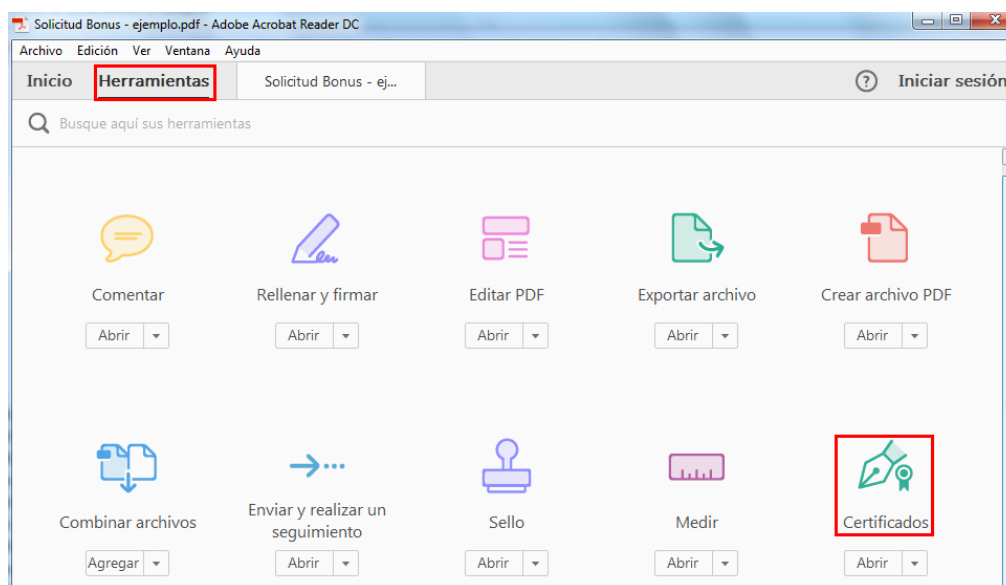 Solicitud Bonus - ejemplo.pdf - Adobe Acrobat Reader DC
Archivo Edición Ver Ventana Ayuda
Inicio Herramientas Solicitud Bonus - ej... Iniciar sesión
Busque aquí sus herramientas
Comentar Rellenar y firmar Editar PDF Exportar archivo Crear archivo PDF
Abrir Abrir Abrir Abrir Abrir
Combinar archivos Enviar y realizar un seguimiento Sello Medir Certificados
Agregar Abrir Abrir Abrir Abrir